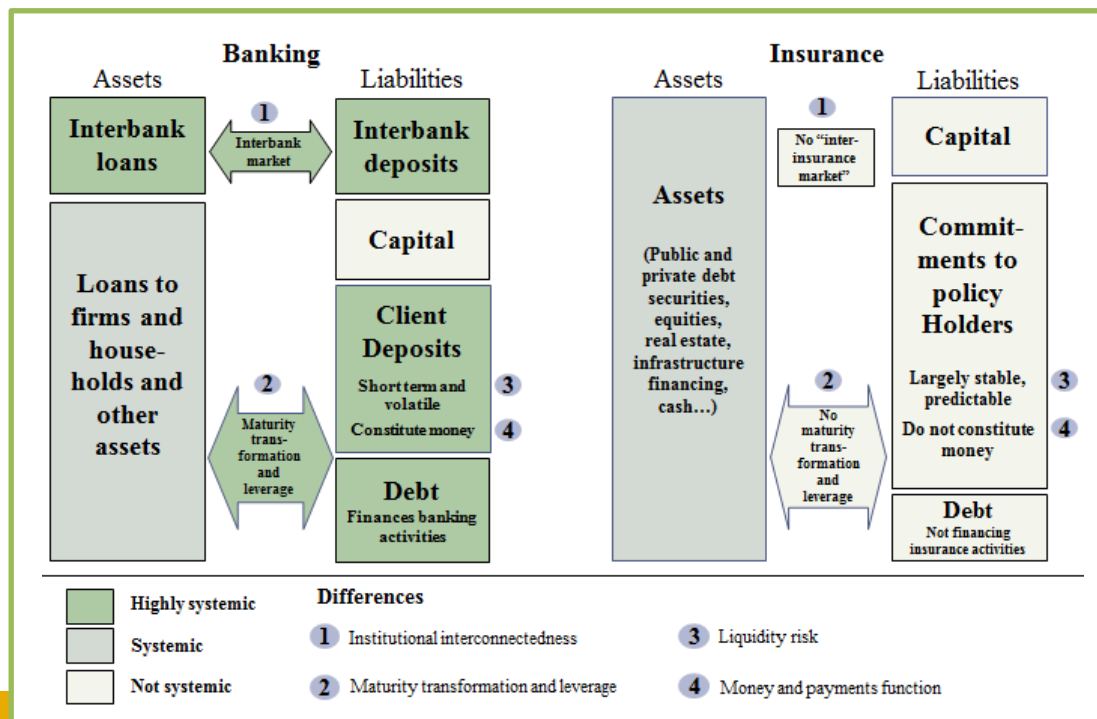 Banking
Assets
Liabilities
Interbank
loans
1
Interbank
market
Interbank
deposits
Capital
Loans to
firms and
house-
holds and
other
assets
2
Maturity
trans-
formation
and
leverage
Client
Deposits
Short term and
volatile
3
Constitute money
4
Debt
Finances banking
activities
Insurance
Assets
Liabilities
Assets
(Public and
private debt
securities,
equities,
real estate,
infrastructure
financing,
cash...)
1
No “inter-
insurance
market”
Capital
2
No
maturity
trans-
formation
and
leverage
Commit-
ments to
policy
Holders
Largely stable,
predictable
3
Do not constitute
money
4
Debt
Not financing
insurance activities
Highly systemic
Systemic
Not systemic
Differences
1 Institutional interconnectedness
2 Maturity transformation and leverage
3 Liquidity risk
4 Money and payments function